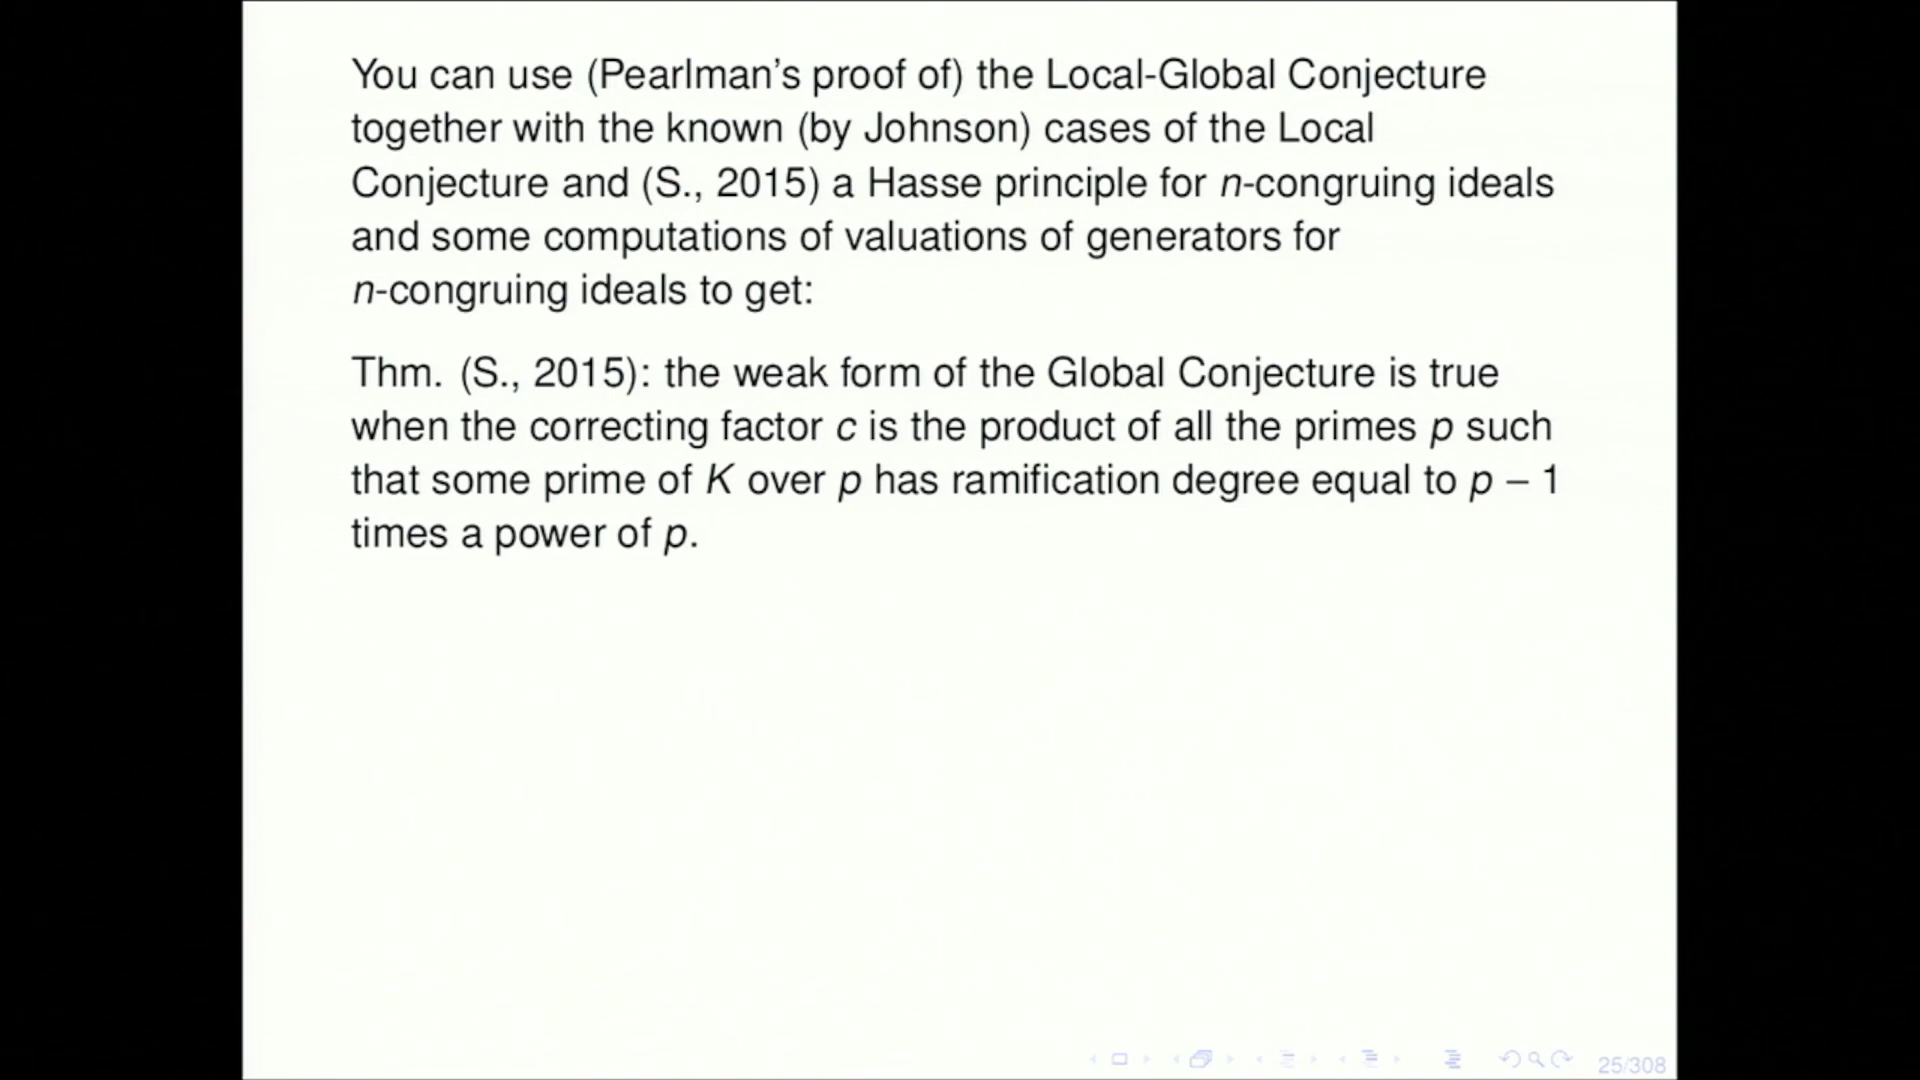 You can use (Pearlman's proof of) the Local-Global Conjecture
together with the known (by Johnson) cases of the Local
Conjecture and (S., 2015) a Hasse principle for n-congruing ideals
and some computations of valuations of generators for
n-congruing ideals to get:
Thm. (S., 2015): the weak form of the Global Conjecture is true
when the correcting factor c is the product of all the primes p such
that some prime of K over p has ramification degree equal to p – 1
times a power of p.
25/308